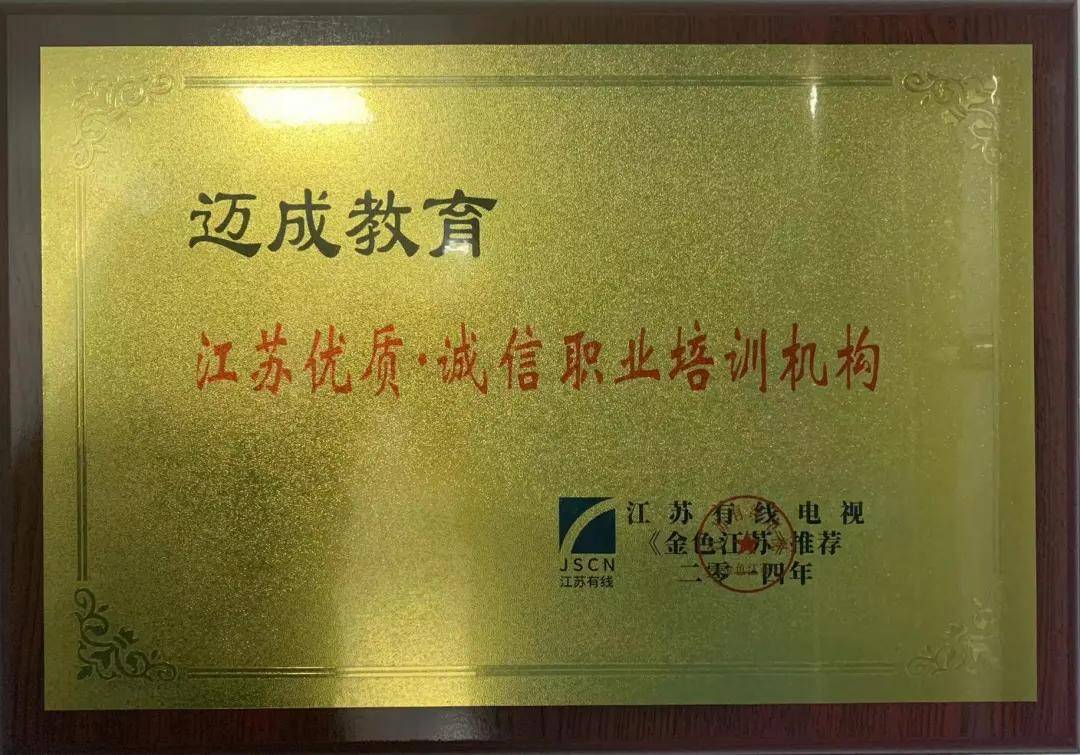 迈成教育
江苏优质·诚信职业培训机构
JSCN
江苏有线
江苏有线电视
《金色江苏》推荐
二零一四年